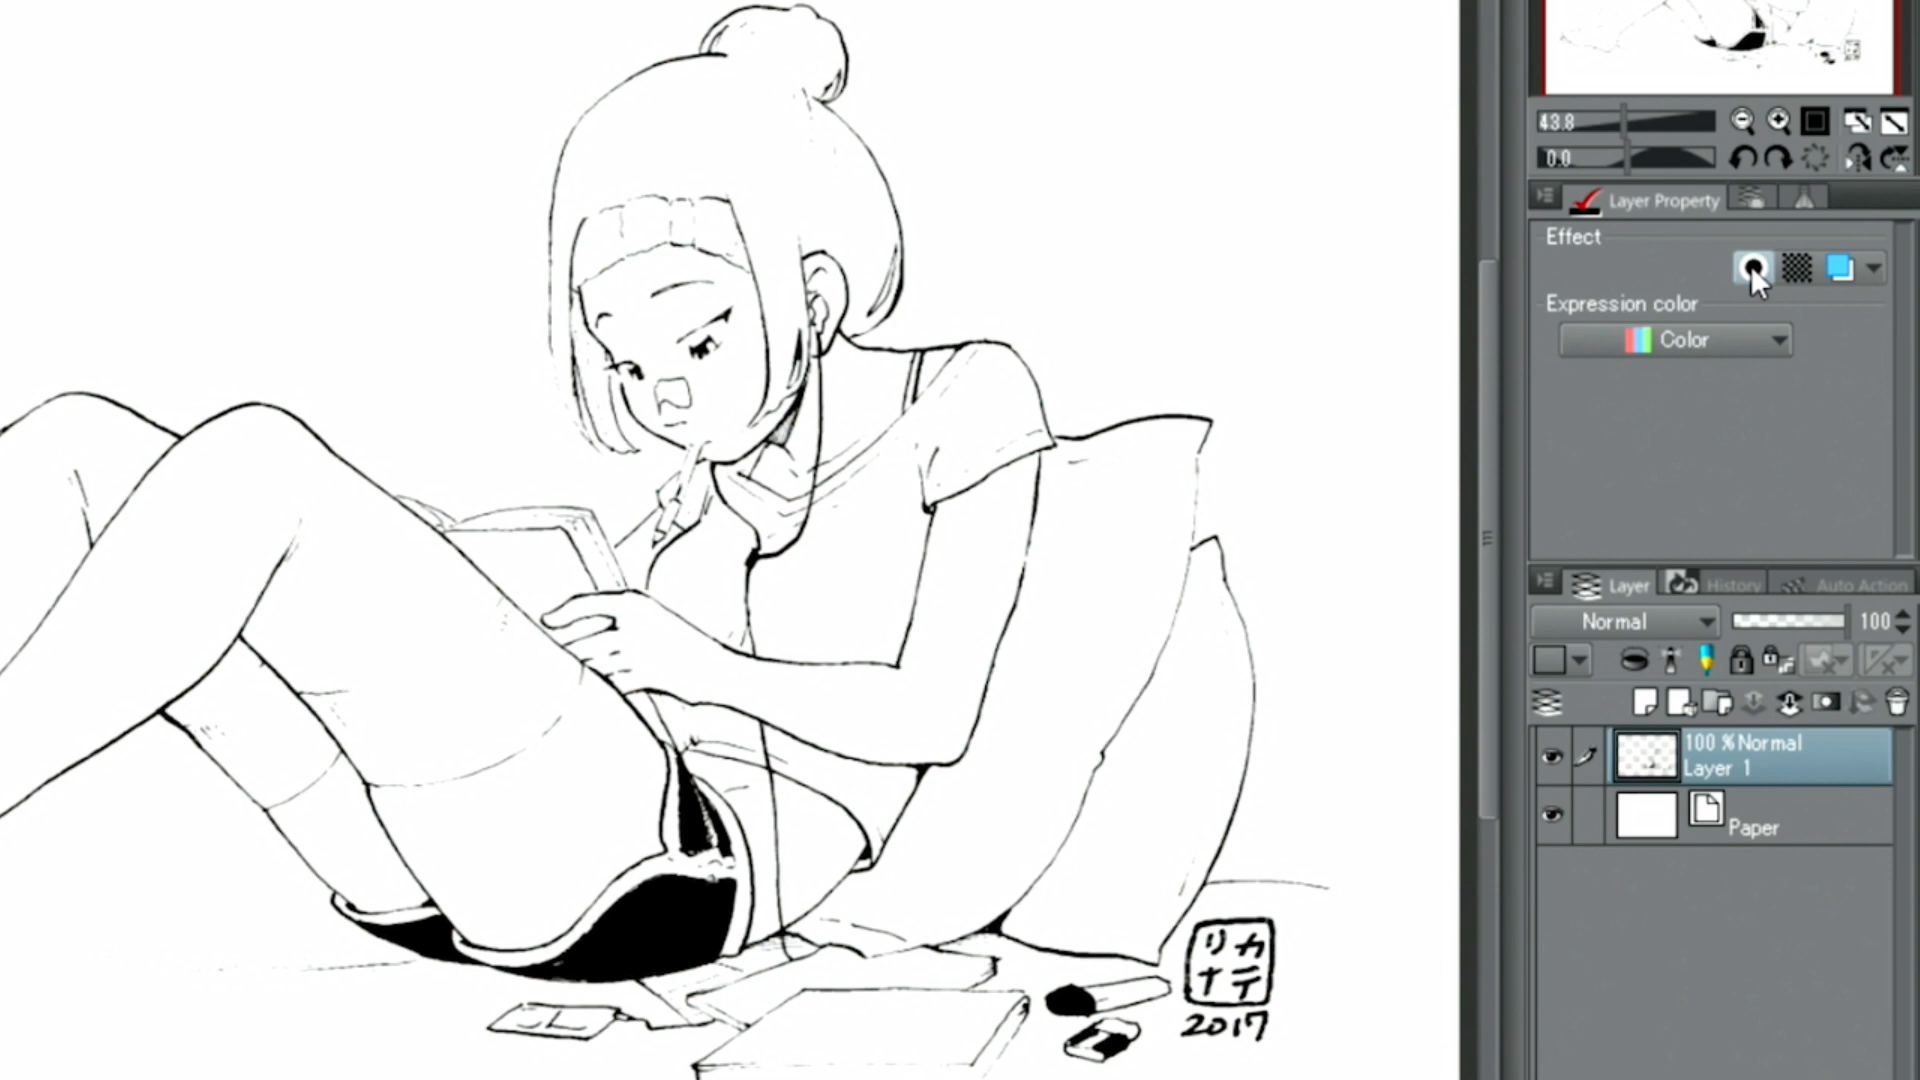 43.8
0.0
Layer Property
Effect
Expression color
Color
Layer
History
Auto Action
Normal
100
100 %Normal
Layer 1
Paper
リカ
ナテ
2017